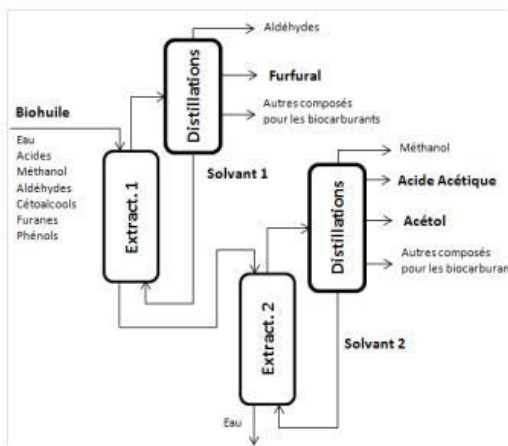 Aldéhydes
Furfural
Autres composés
pour les biocarburants
Distillations
Solvant 1
Biohuile
Eau
Acides
Méthanol
Aldéhydes
Cétoalcools
Furanes
Phénols
Extract. 1
Méthanol
Acide Acétique
Acétol
Autres composés
pour les biocarburan
Distillations
Solvant 2
Extract. 2
Eau